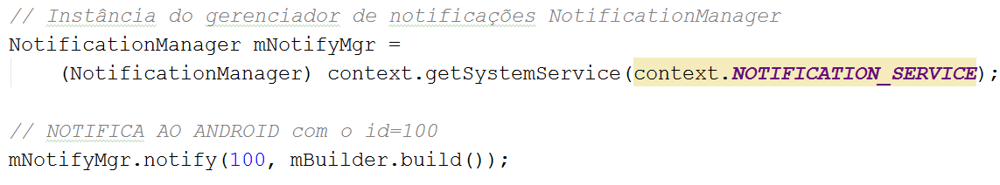 // Instância do gerenciador de notificações NotificationManager
NotificationManager mNotifyMgr =
(NotificationManager) context.getSystemService(context.NOTIFICATION_SERVICE);
// NOTIFICA AO ANDROID com o id=100
mNotifyMgr.notify(100, mBuilder.build());